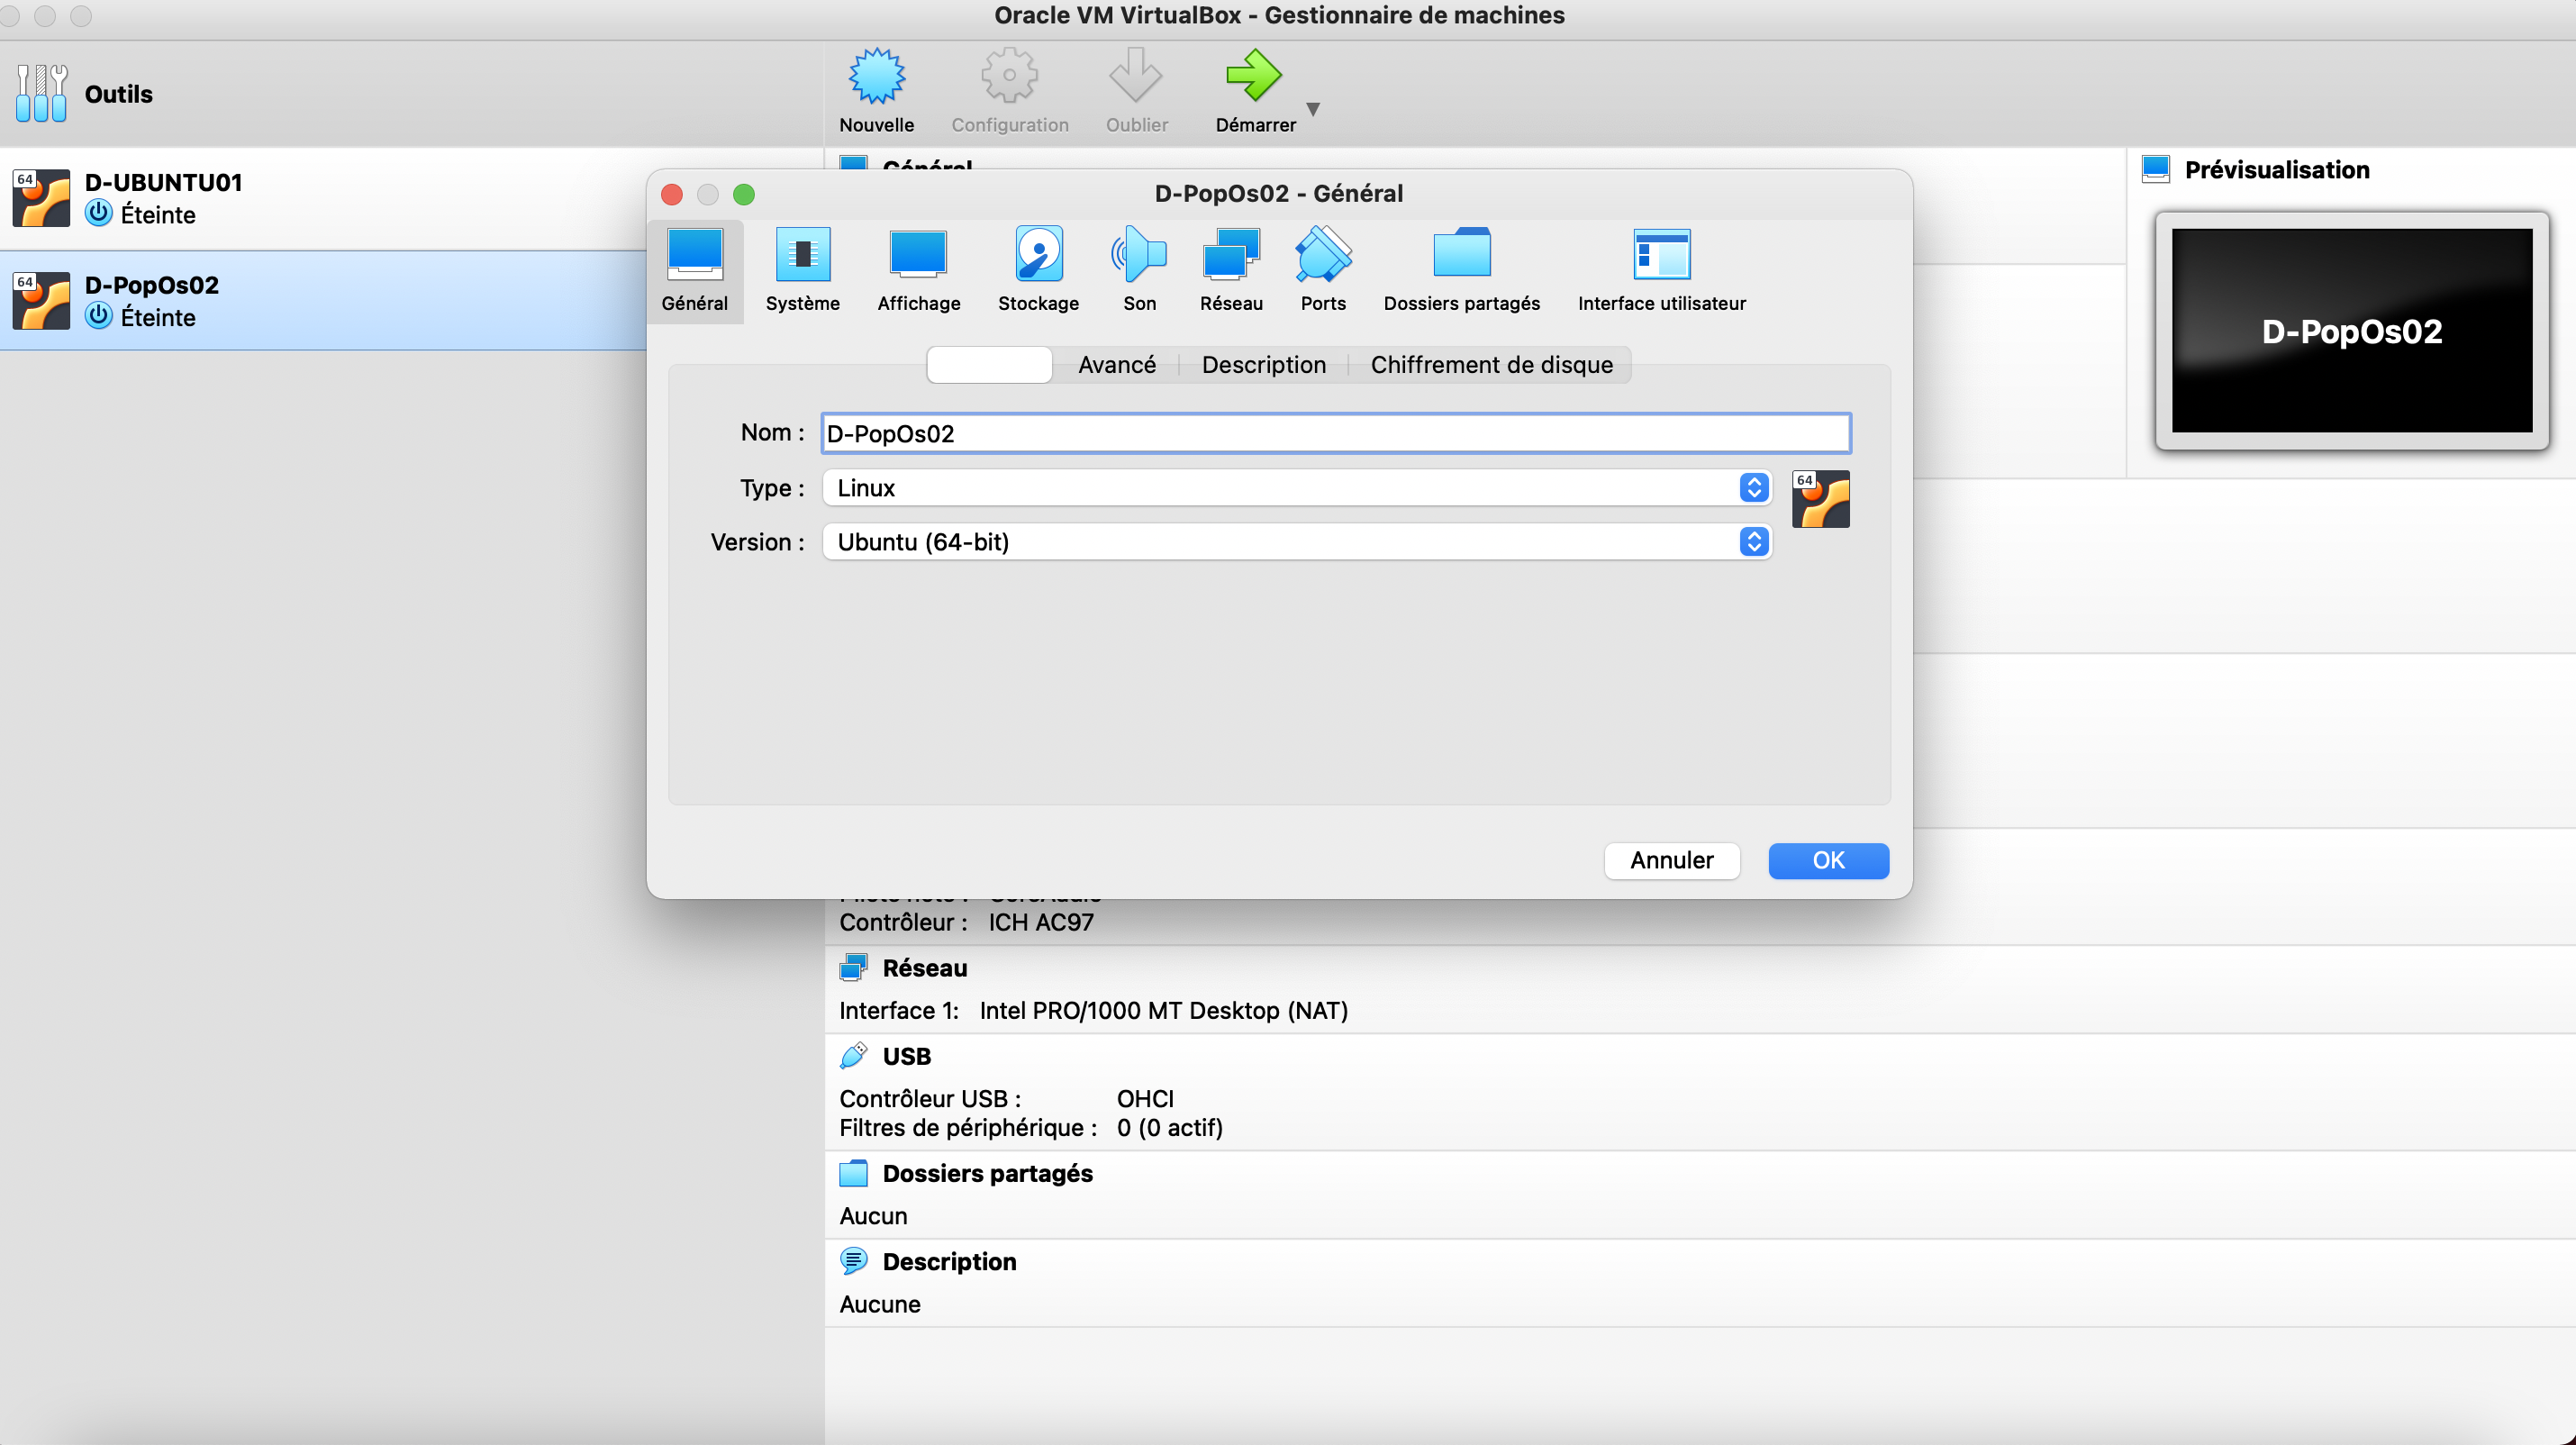 Oracle VM VirtualBox - Gestionnaire de machines
Outils
Nouvelle
Configuration
Oublier
Démarrer
64
D-UBUNTU01
Éteinte
64
D-PopOs02
Éteinte
Général
Prévisualisation
D-PopOs02
D-PopOs02 - Général
Général
Système
Affichage
Stockage
Son
Réseau
Ports
Dossiers partagés
Interface utilisateur
Avancé
Description
Chiffrement de disque
Nom : D-PopOs02
Type : Linux
64
Version : Ubuntu (64-bit)
Annuler
OK
Contrôleur : ICH AC97
Réseau
Interface 1: Intel PRO/1000 MT Desktop (NAT)
USB
Contrôleur USB : OHCI
Filtres de périphérique : 0 (0 actif)
Dossiers partagés
Aucun
Description
Aucune